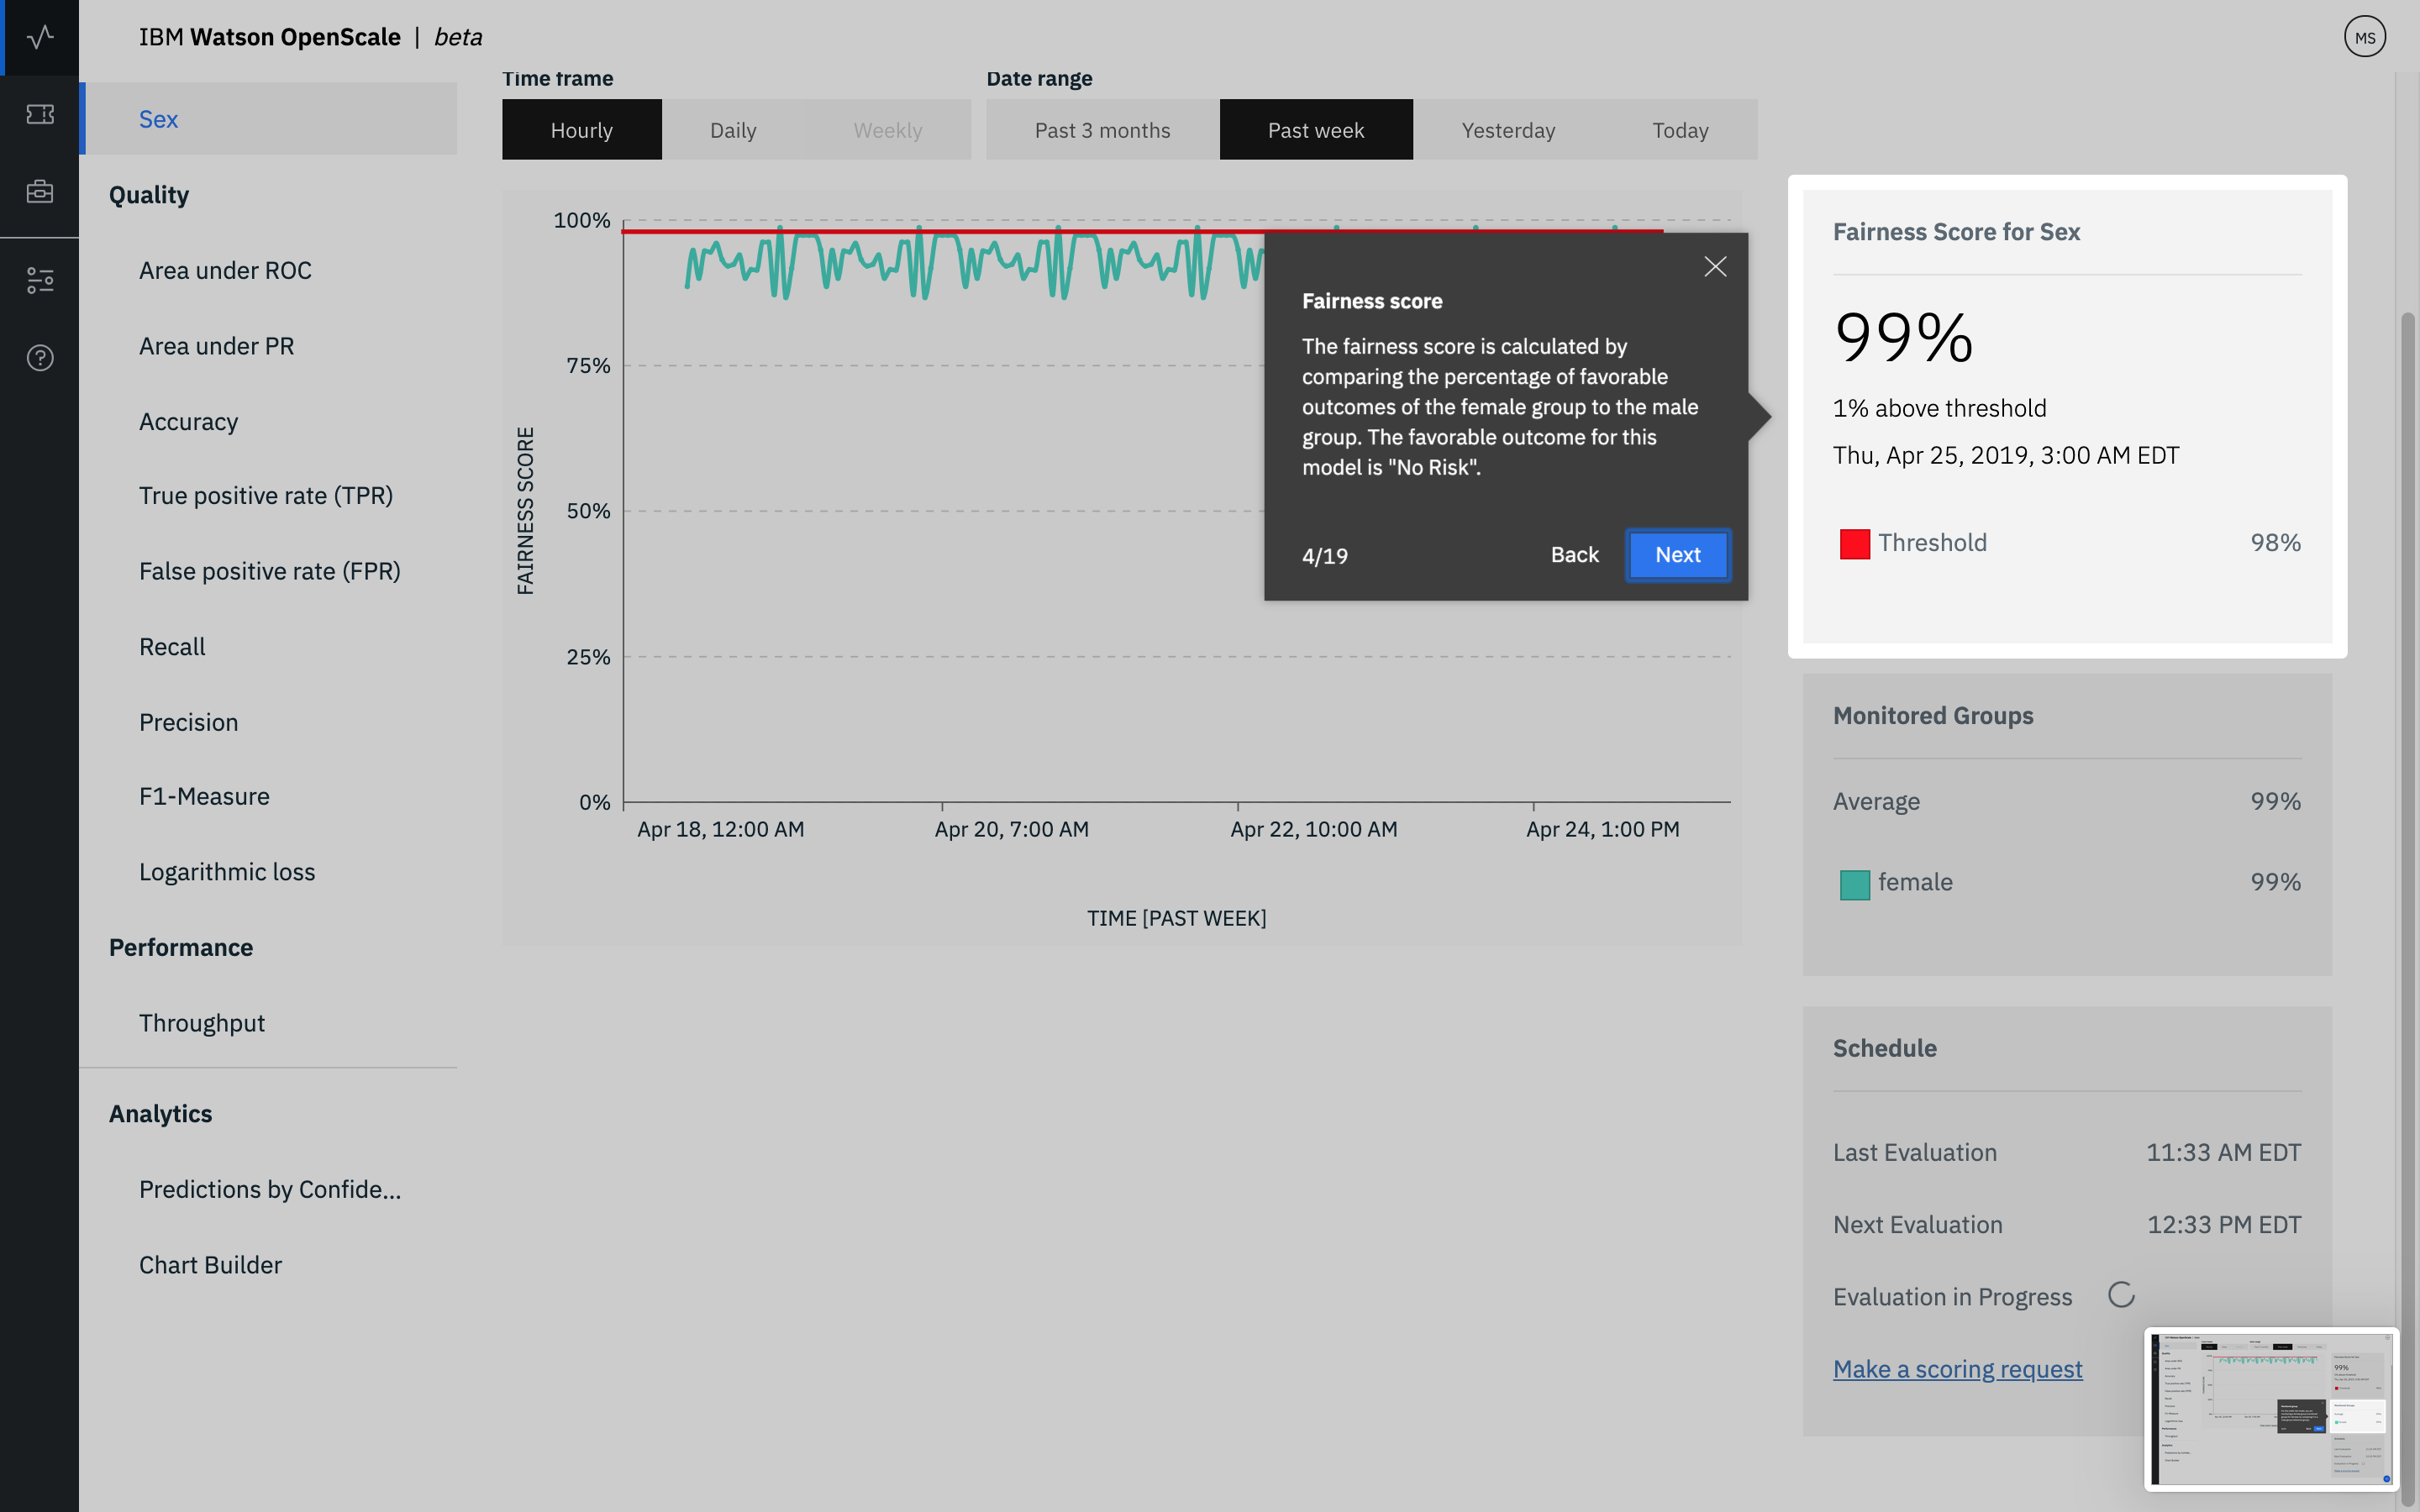 IBM Watson OpenScale | beta
MS
Time frame
Date range
Sex
Hourly
Daily
Weekly
Past 3 months
Past week
Yesterday
Today
Quality
Area under ROC
Area under PR
Accuracy
True positive rate (TPR)
False positive rate (FPR)
Recall
Precision
F1-Measure
Logarithmic loss
Performance
Throughput
Analytics
Predictions by Confide...
Chart Builder
FAIRNESS SCORE
100%
75%
50%
25%
0%
Apr 18, 12:00 AM
Apr 20, 7:00 AM
Apr 22, 10:00 AM
Apr 24, 1:00 PM
TIME [PAST WEEK]
Fairness score
The fairness score is calculated by
comparing the percentage of favorable
outcomes of the female group to the male
group. The favorable outcome for this
model is "No Risk".
4/19
Back
Next
Fairness Score for Sex
99%
1% above threshold
Thu, Apr 25, 2019, 3:00 AM EDT
Threshold 98%
Monitored Groups
Average 99%
female 99%
Schedule
Last Evaluation 11:33 AM EDT
Next Evaluation 12:33 PM EDT
Evaluation in Progress
Make a scoring request